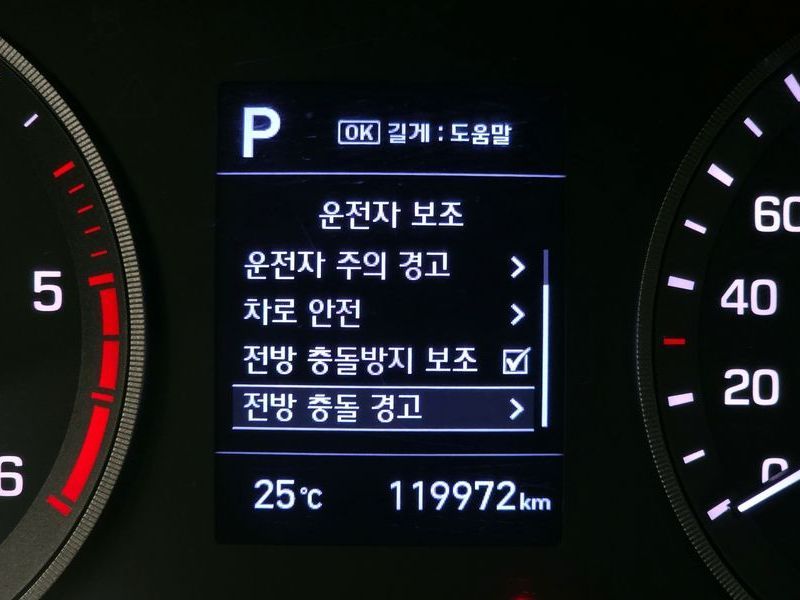 P OK 길게 : 도움말
운전자 보조
운전자 주의 경고
차로 안전
전방 충돌방지 보조
전방 충돌 경고
25℃ 119972km
5
6
60
40
20
0